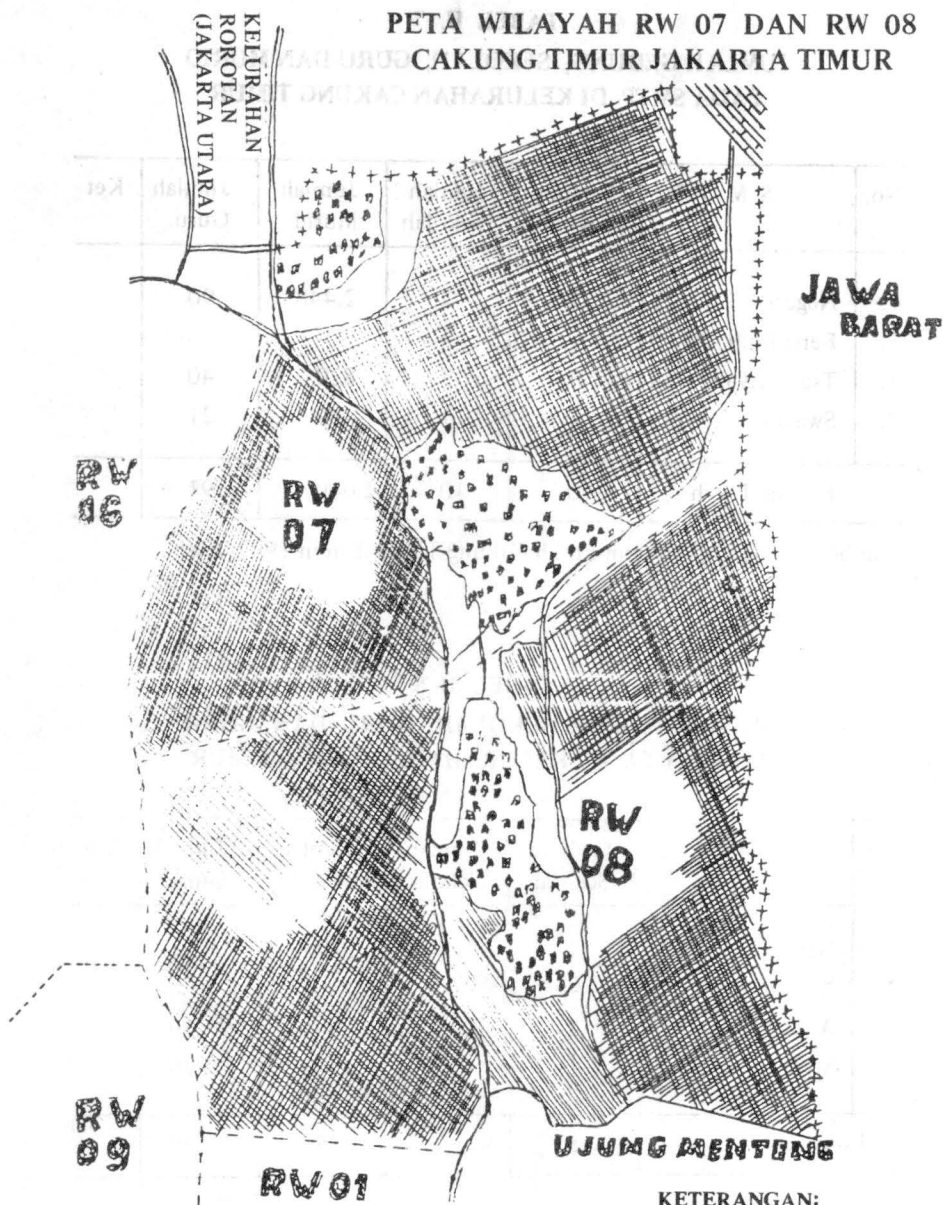 PETA WILAYAH RW 07 DAN RW 08
CAKUNG TIMUR JAKARTA TIMUR
KELURAHAN
ROROTAN
(JAKARTA UTARA)
JAWA
BARAT
RW
16
RW
07
RW
08
RW
09
RW 01
UJUNG MENTENG
KETERANGAN: